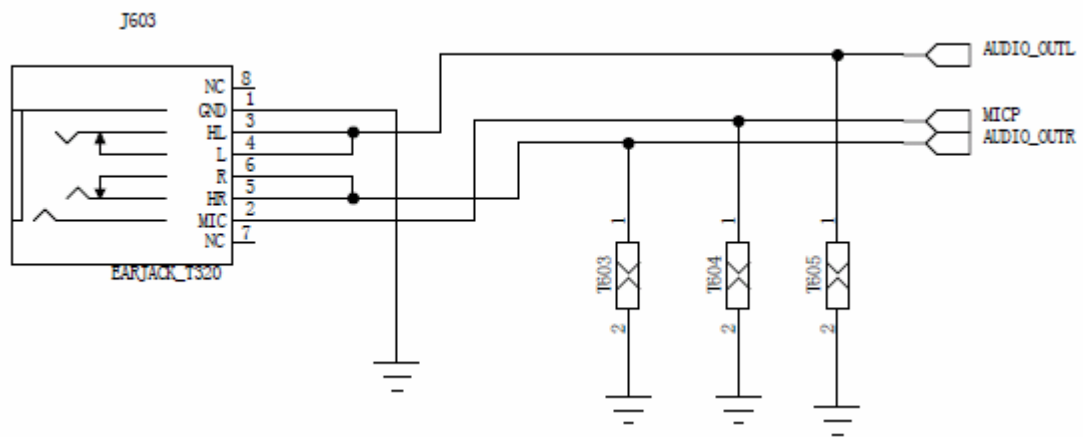 J603
AUDIO_OUTL
NC 8
GND 1
HL 3
L 4
R 6
HR 5
MIC 2
NC 7
EARJACK_T320
MICP
AUDIO_OUTR
1
T603
2
1
T604
2
1
T605
2